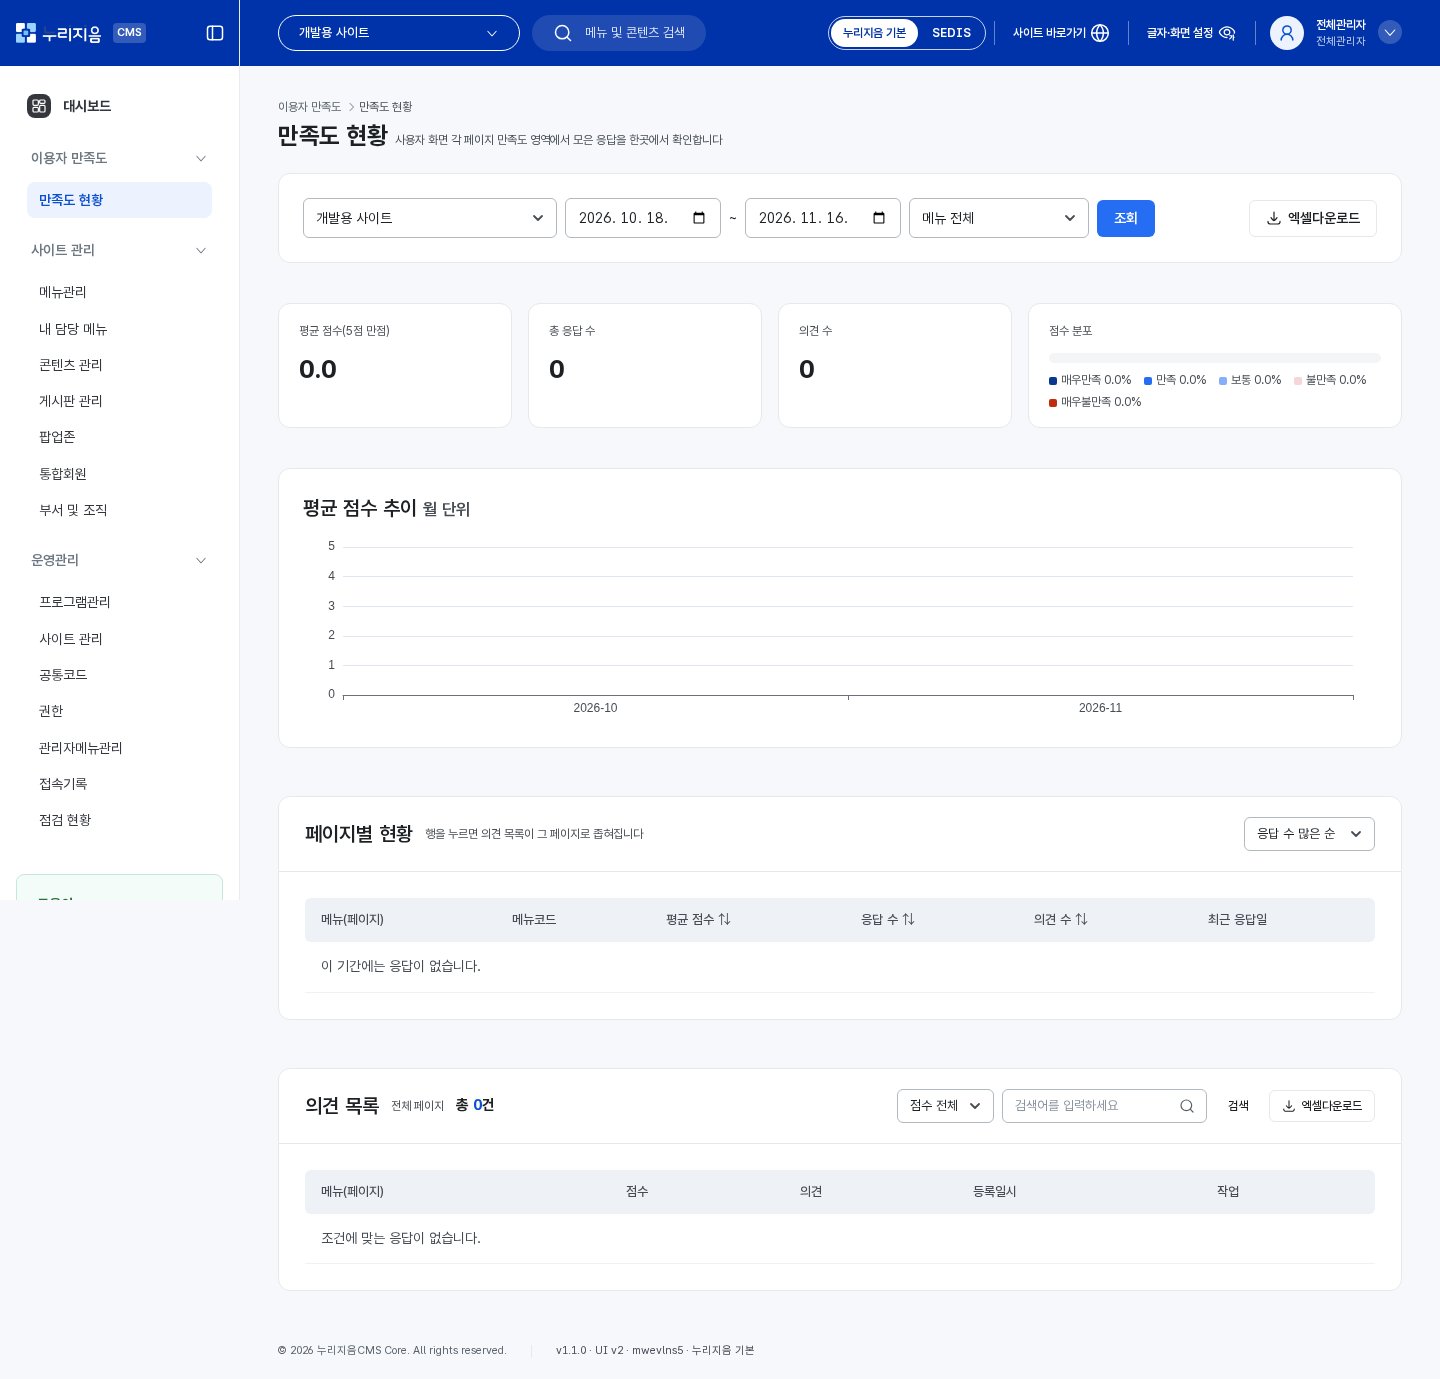 누리지음 CMS
개발용 사이트
메뉴 및 콘텐츠 검색
누리지음 기본 SEDIS
사이트 바로가기
글자·화면 설정
전체관리자
전체관리자
대시보드
이용자 만족도
만족도 현황
사이트 관리
메뉴관리
내 담당 메뉴
콘텐츠 관리
게시판 관리
팝업존
통합회원
부서 및 조직
운영관리
프로그램관리
사이트 관리
공통코드
권한
관리자메뉴관리
접속기록
점검 현황
이용자 만족도 > 만족도 현황
만족도 현황 사용자 화면 각 페이지 만족도 영역에서 모은 응답을 한곳에서 확인합니다
개발용 사이트 2026. 10. 18. ~ 2026. 11. 16. 메뉴 전체 조회 엑셀다운로드
평균 점수(5점 만점)
0.0
총 응답 수
0
의견 수
0
점수 분포
매우만족 0.0% 만족 0.0% 보통 0.0% 불만족 0.0%
매우불만족 0.0%
평균 점수 추이 월 단위
5
4
3
2
1
0
2026-10 2026-11
페이지별 현황 행을 누르면 의견 목록이 그 페이지로 좁혀집니다 응답 수 많은 순
메뉴(페이지) 메뉴코드 평균 점수 응답 수 의견 수 최근 응답일
이 기간에는 응답이 없습니다.
의견 목록 전체 페이지 총 0건 점수 전체 검색어를 입력하세요 검색 엑셀다운로드
메뉴(페이지) 점수 의견 등록일시 작업
조건에 맞는 응답이 없습니다.
© 2026 누리지음CMS Core. All rights reserved. v1.1.0 · UI v2 · mwevlns5 · 누리지음 기본